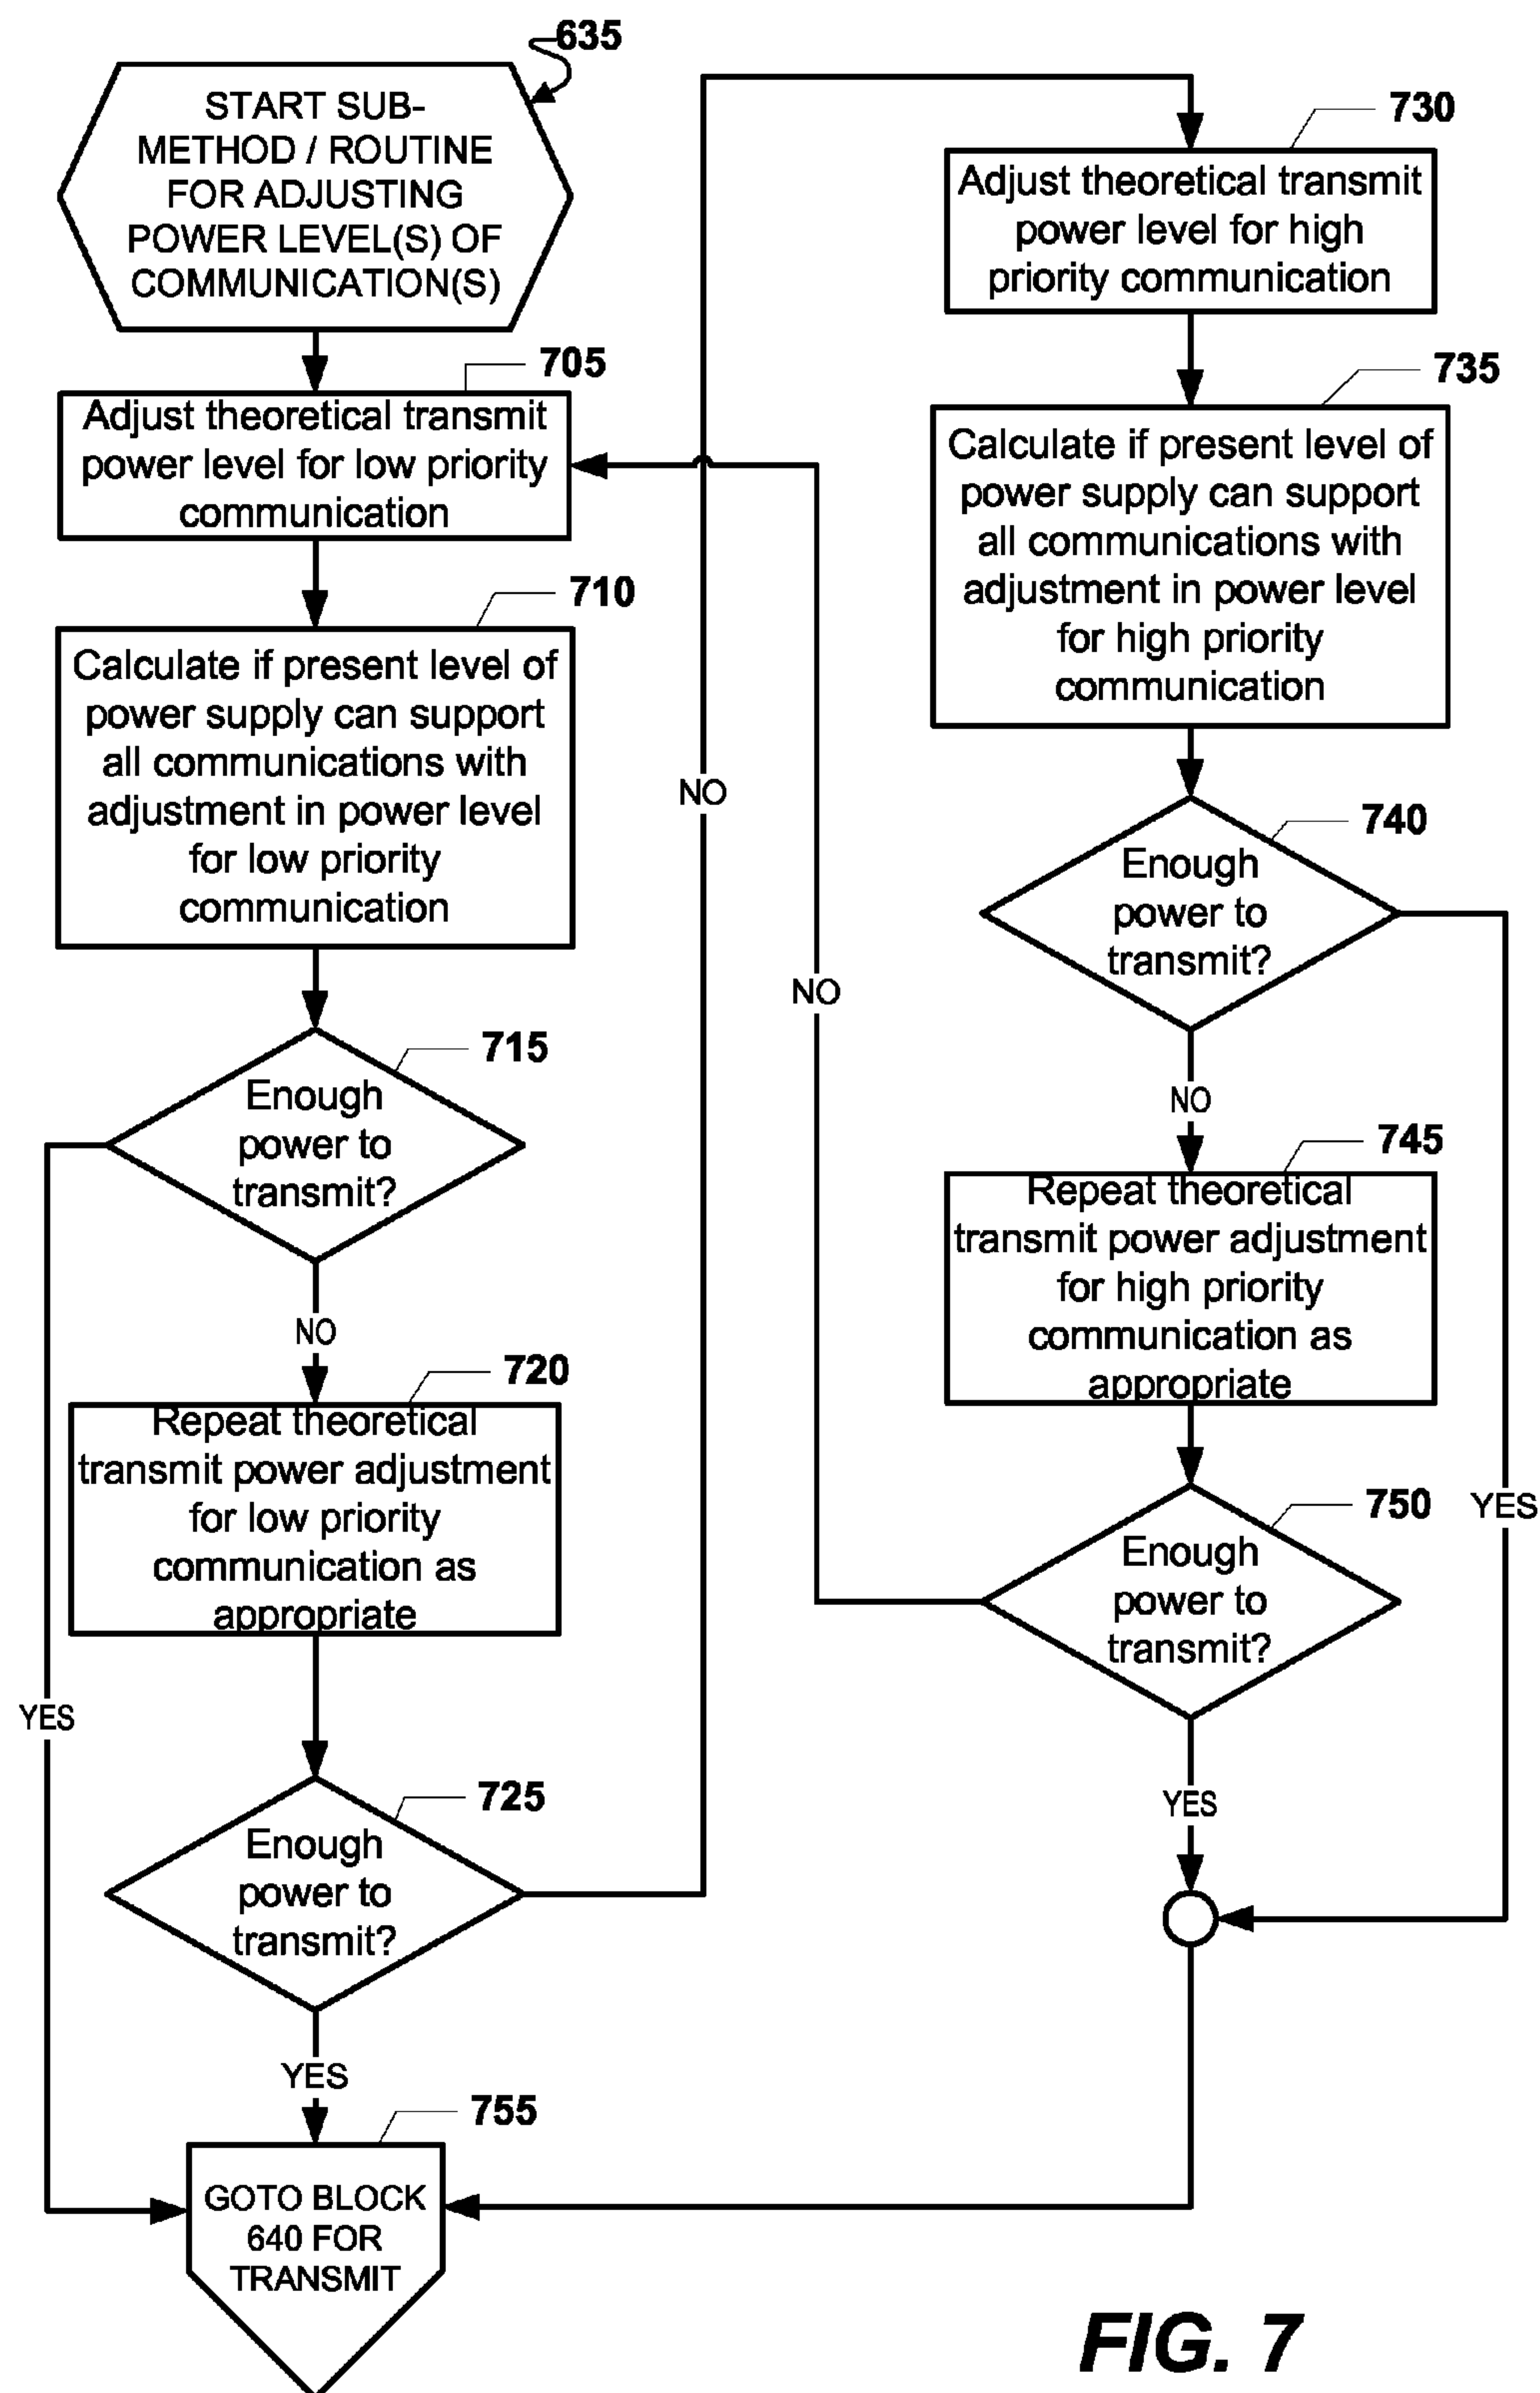 635
START SUB-
METHOD / ROUTINE
FOR ADJUSTING
POWER LEVEL(S) OF
COMMUNICATION(S)
705
Adjust theoretical transmit
power level for low priority
communication
710
Calculate if present level of
power supply can support
all communications with
adjustment in power level
for low priority
communication
715
Enough
power to
transmit?
NO
YES
720
Repeat theoretical
transmit power adjustment
for low priority
communication as
appropriate
725
Enough
power to
transmit?
YES
NO
755
GOTO BLOCK
640 FOR
TRANSMIT
730
Adjust theoretical transmit
power level for high
priority communication
735
Calculate if present level of
power supply can support
all communications with
adjustment in power level
for high priority
communication
740
Enough
power to
transmit?
NO
YES
745
Repeat theoretical
transmit power adjustment
for high priority
communication as
appropriate
750
Enough
power to
transmit?
NO
YES
FIG. 7